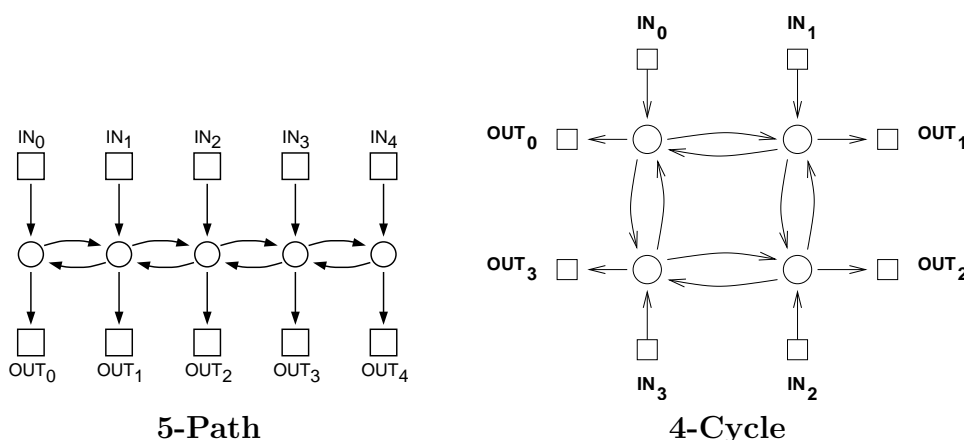 IN0 IN1 IN2 IN3 IN4
OUT0 OUT1 OUT2 OUT3 OUT4
5-Path
IN0 IN1
OUT0 OUT1
OUT3 OUT2
IN3 IN2
4-Cycle